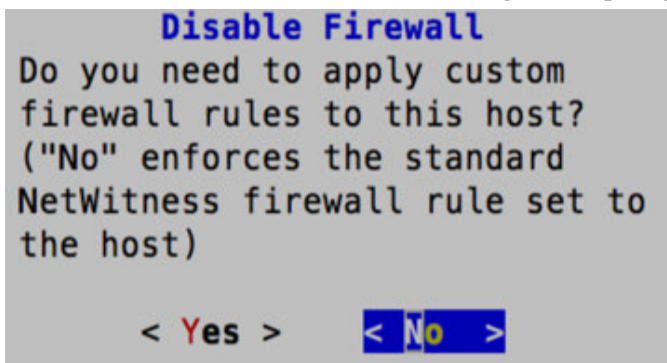 Disable Firewall
Do you need to apply custom
firewall rules to this host?
("No" enforces the standard
NetWitness firewall rule set to
the host)
< Yes > < No >